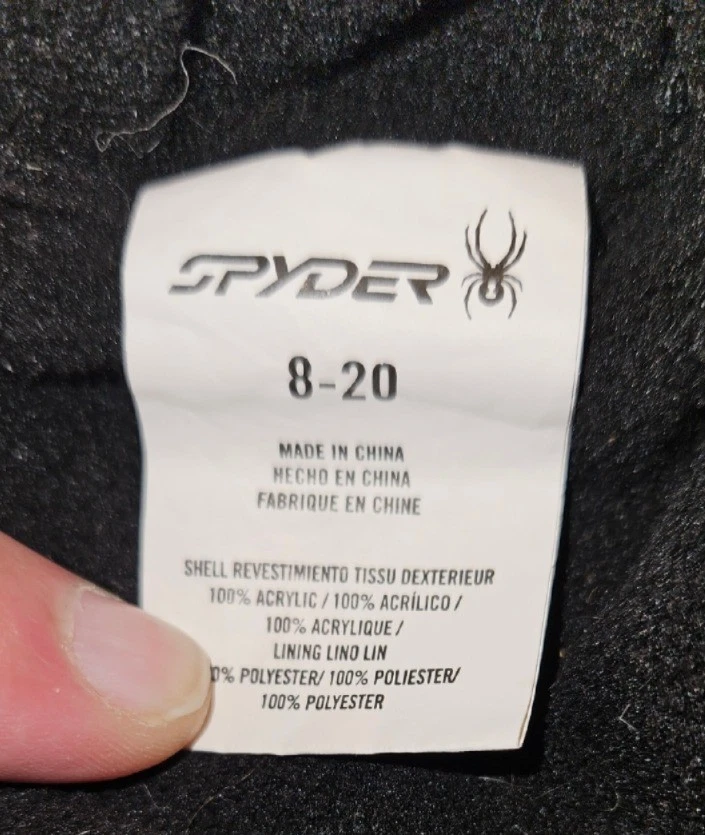 SPYDER
8-20
MADE IN CHINA
HECHO EN CHINA
FABRIQUE EN CHINE
SHELL REVESTIMIENTO TISSU DEXTERIEUR
100% ACRYLIC / 100% ACRÍLICO /
100% ACRYLIQUE /
LINING LINO LIN
0% POLYESTER/ 100% POLIESTER/
100% POLYESTER